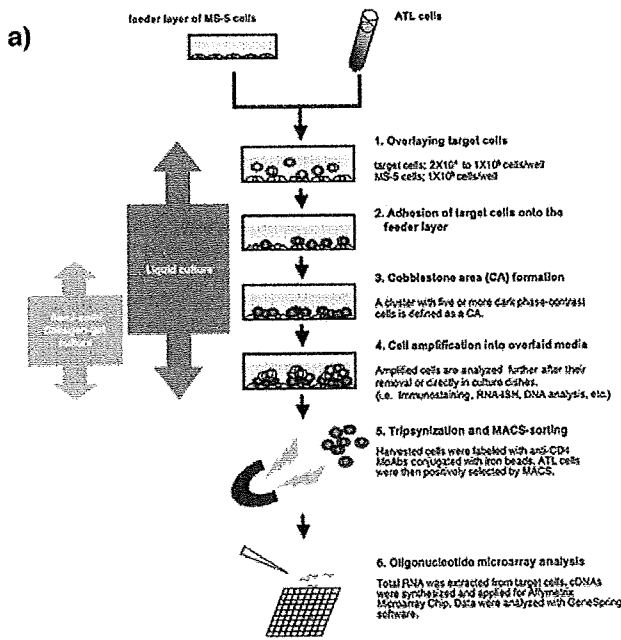 feeder layer of MS-5 cells
ATL cells
a)
1. Overlaying target cells
target cells; 2X10⁴ to 1X10⁵ cells/well
MS-5 cells; 1X10⁵ cells/well
2. Adhesion of target cells onto the
feeder layer
Liquid culture
3. Cobblestone area (CA) formation
A cluster with five or more dark phase-contrast
cells is defined as a CA.
4. Cell amplification into overlaid media
Amplified cells are analyzed further after their
removal or directly in culture dishes.
(i.e. Immunostaining, RNA-ISH, DNA analysis, etc.)
5. Tripsynization and MACS-sorting
Harvested cells were labeled with anti-CD4
MoAbs conjugated with iron beads. ATL cells
were then positively selected by MACS.
6. Oligonucleotide microarray analysis
Total RNA was extracted from target cells. cDNAs
were synthesized and applied for Affymetrix
Microarray Chip. Data were analyzed with GeneSpring
software.